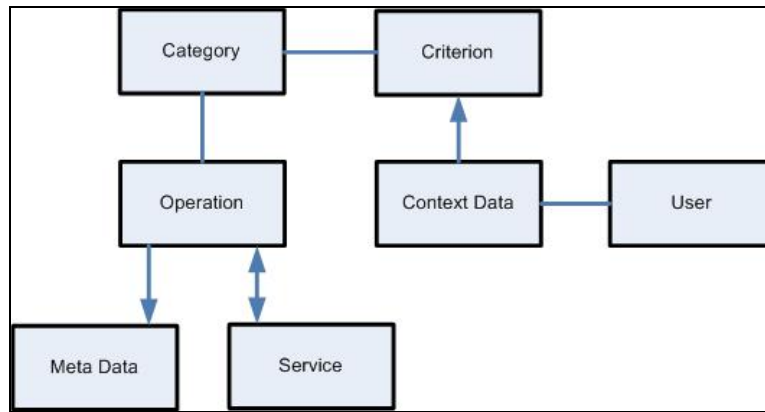 Category
Criterion
Operation
Context Data
User
Meta Data
Service